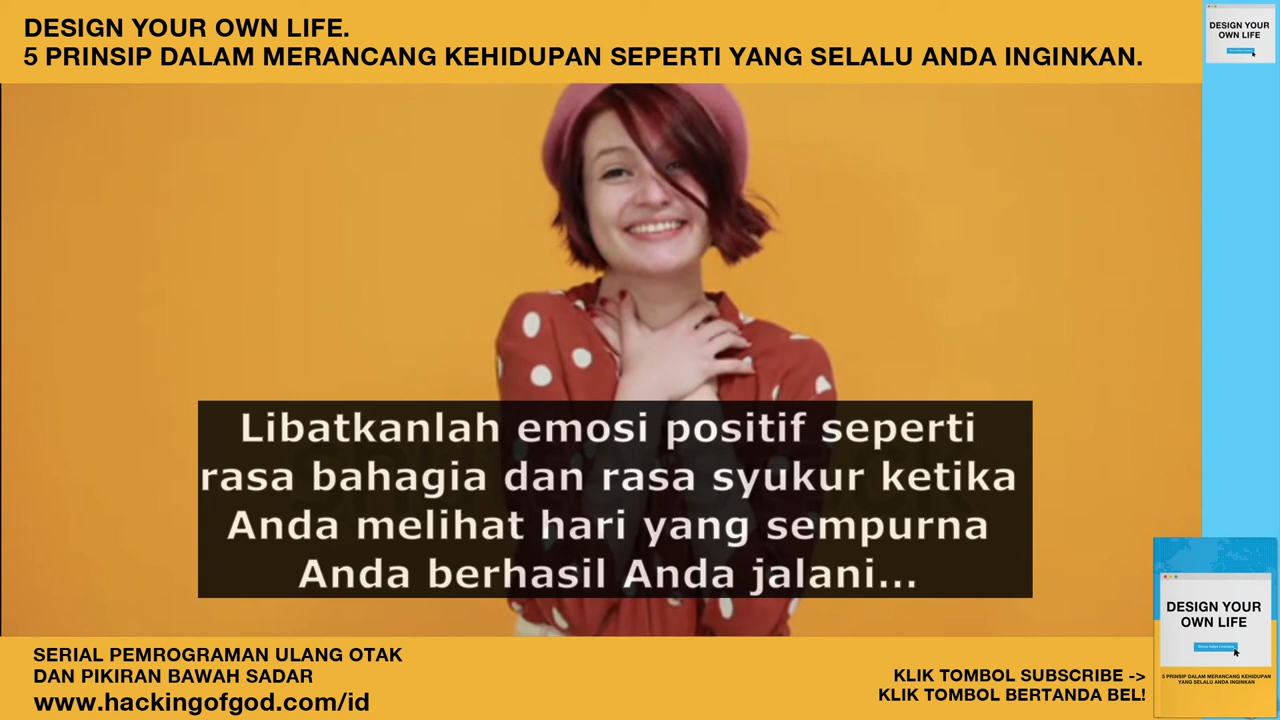 DESIGN YOUR OWN LIFE.
5 PRINSIP DALAM MERANCANG KEHIDUPAN SEPERTI YANG SELALU ANDA INGINKAN.
DESIGN YOUR
OWN LIFE
Libatkanlah emosi positif seperti
rasa bahagia dan rasa syukur ketika
Anda melihat hari yang sempurna
Anda berhasil Anda jalani...
SERIAL PEMROGRAMAN ULANG OTAK
DAN PIKIRAN BAWAH SADAR
www.hackingofgod.com/id
KLIK TOMBOL SUBSCRIBE ->
KLIK TOMBOL BERTANDA BEL!
DESIGN YOUR
OWN LIFE
5 PRINSIP DALAM MERANCANG KEHIDUPAN
YANG SELALU ANDA INGINKAN